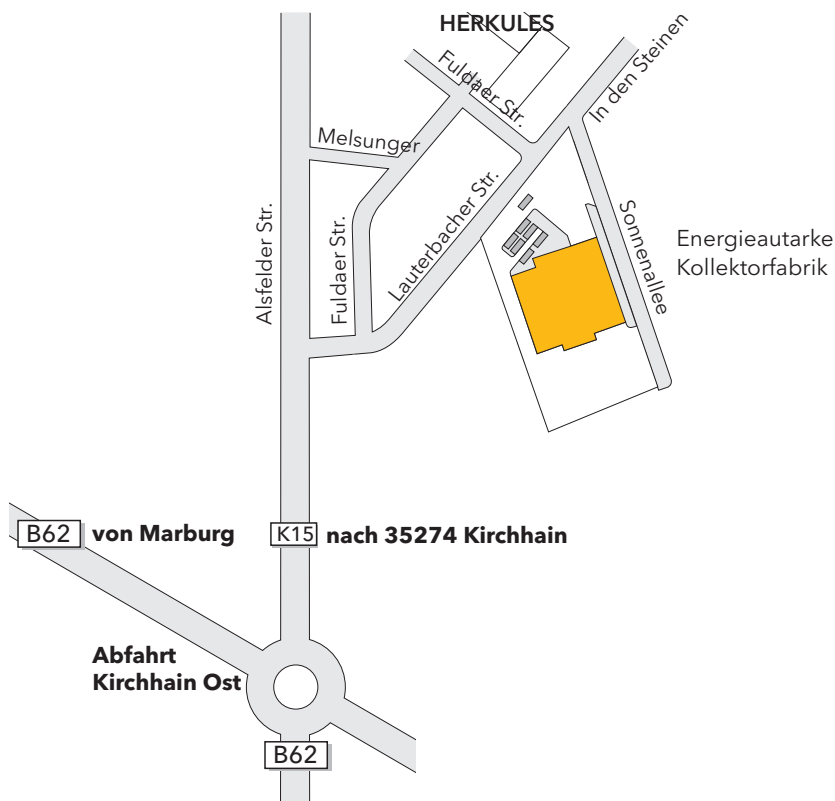 HERKULES
Fuldaer Str.
In den Steinen
Melsunger
Alsfelder Str.
Fuldaer Str.
Lauterbacher Str.
Sonnenallee
Energieautarke
Kollektorfabrik
B62 von Marburg
K15 nach 35274 Kirchhain
Abfahrt
Kirchhain Ost
B62